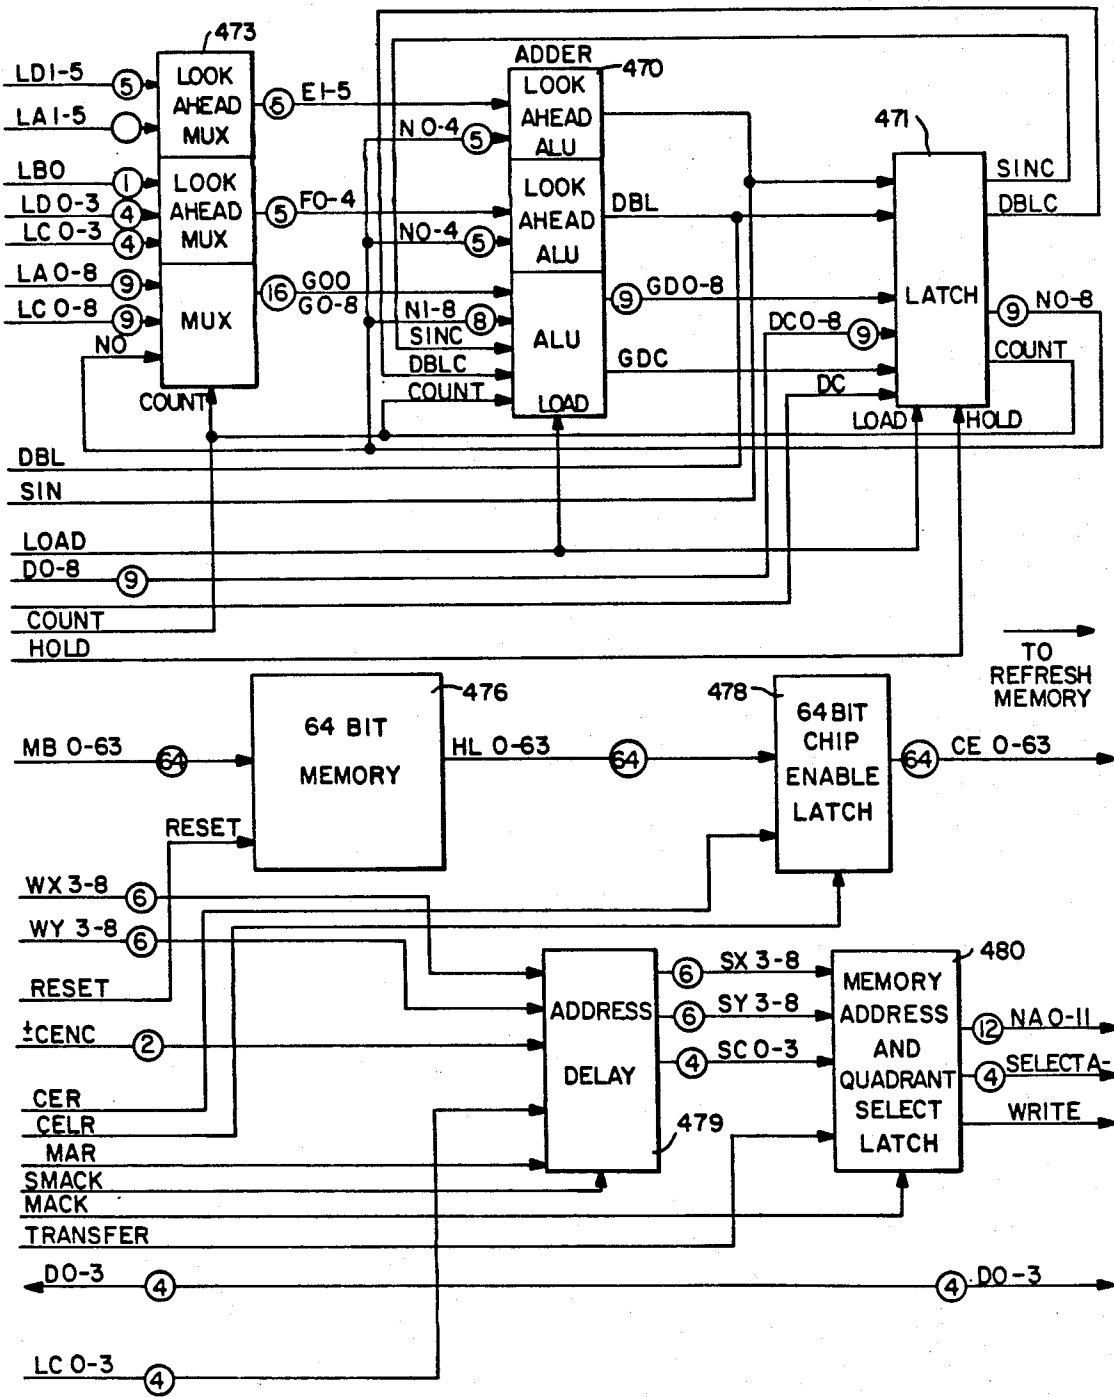 473
LD1-5
5
LOOK
AHEAD
MUX
6
E1-5
LA1-5
LB0
1
LOOK
AHEAD
MUX
LD0-3
4
5
F0-4
LC0-3
4
LA0-8
9
MUX
16
G00
G0-8
LC0-8
9
N0
COUNT
ADDER
470
LOOK
AHEAD
ALU
N0-4
5
LOOK
AHEAD
ALU
N0-4
5
DBL
ALU
N1-8
8
SINC
DBLC
COUNT
LOAD
9
GD0-8
DC0-8
9
GDC
DC
471
LATCH
SINC
DBLC
9
N0-8
COUNT
LOAD
HOLD
DBL
SIN
LOAD
D0-8
9
COUNT
HOLD
TO
REFRESH
MEMORY
476
64 BIT
MEMORY
MB 0-63
64
HL 0-63
64
RESET
478
64BIT
CHIP
ENABLE
LATCH
64
CE 0-63
WX 3-8
6
WY 3-8
6
RESET
±CENC
2
CER
CELR
MAR
SMACK
MACK
TRANSFER
ADDRESS
DELAY
479
6
SX 3-8
6
SY 3-8
4
SC 0-3
480
MEMORY
ADDRESS
AND
QUADRANT
SELECT
LATCH
12
NA0-11
4
SELECTA-
WRITE
D0-3
4
4
D0-3
LC 0-3
4